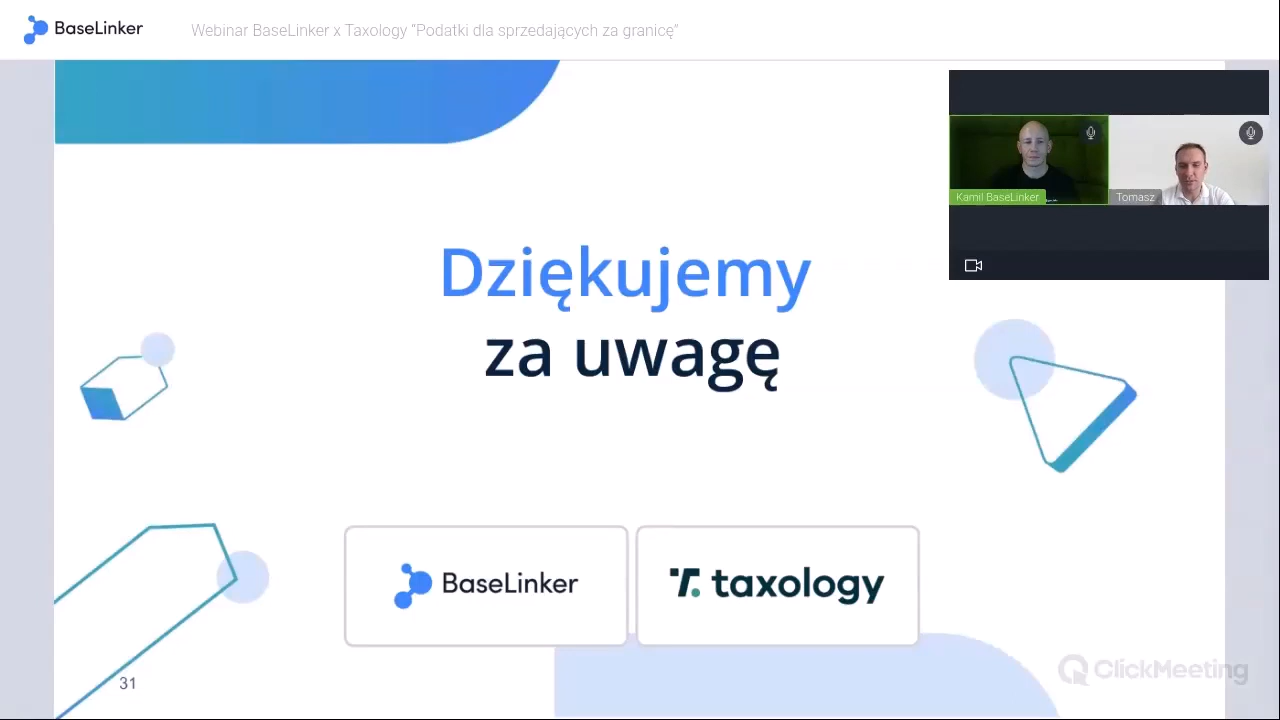 BaseLinker
Webinar BaseLinker x Taxology “Podatki dla sprzedających za granicę”
Kamil BaseLinker
Tomasz
Dziękujemy
za uwagę
BaseLinker
taxology
31
ClickMeeting